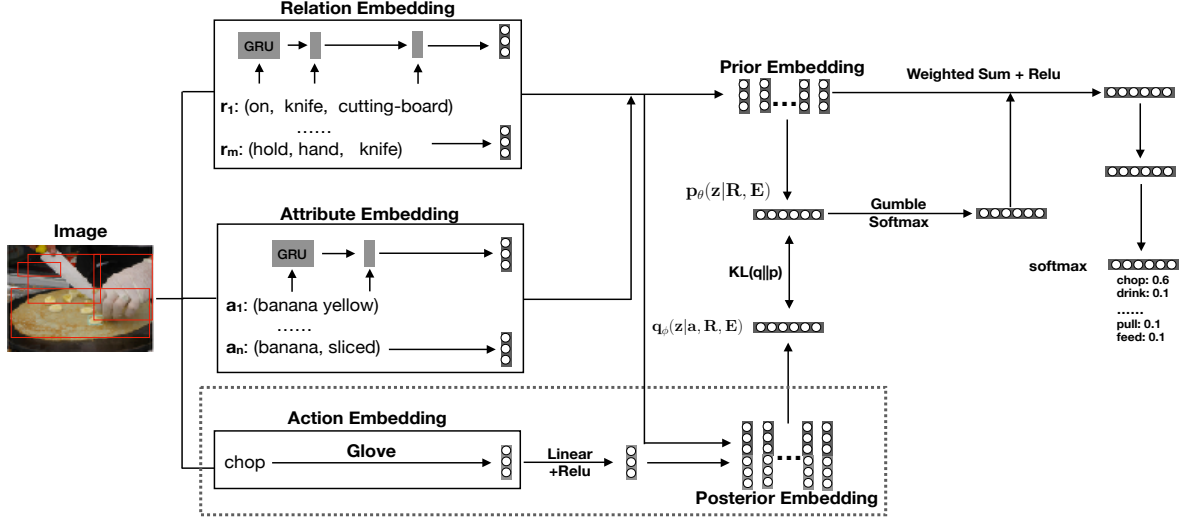 Relation Embedding
GRU
r₁: (on, knife, cutting-board)
......
rₘ: (hold, hand, knife)
Attribute Embedding
GRU
a₁: (banana yellow)
......
aₙ: (banana, sliced)
Image
Action Embedding
chop
Glove
Linear
+Relu
Prior Embedding
...
Weighted Sum + Relu
p_θ(z|R, E)
Gumble
Softmax
KL(q||p)
q_ϕ(z|a, R, E)
...
Posterior Embedding
softmax
chop: 0.6
drink: 0.1
......
pull: 0.1
feed: 0.1